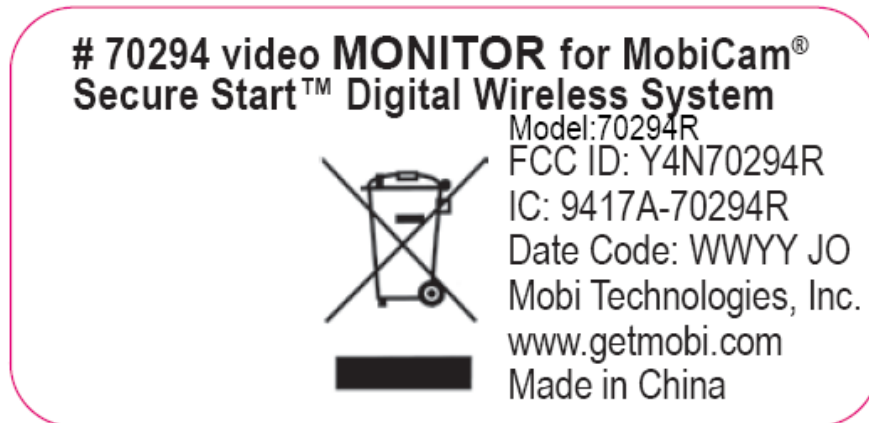 # 70294 video MONITOR for MobiCam®
Secure Start™ Digital Wireless System
Model:70294R
FCC ID: Y4N70294R
IC: 9417A-70294R
Date Code: WWYY JO
Mobi Technologies, Inc.
www.getmobi.com
Made in China